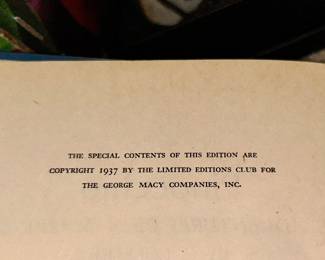 THE SPECIAL CONTENTS OF THIS EDITION ARE
COPYRIGHT 1937 BY THE LIMITED EDITIONS CLUB FOR
THE GEORGE MACY COMPANIES, INC.